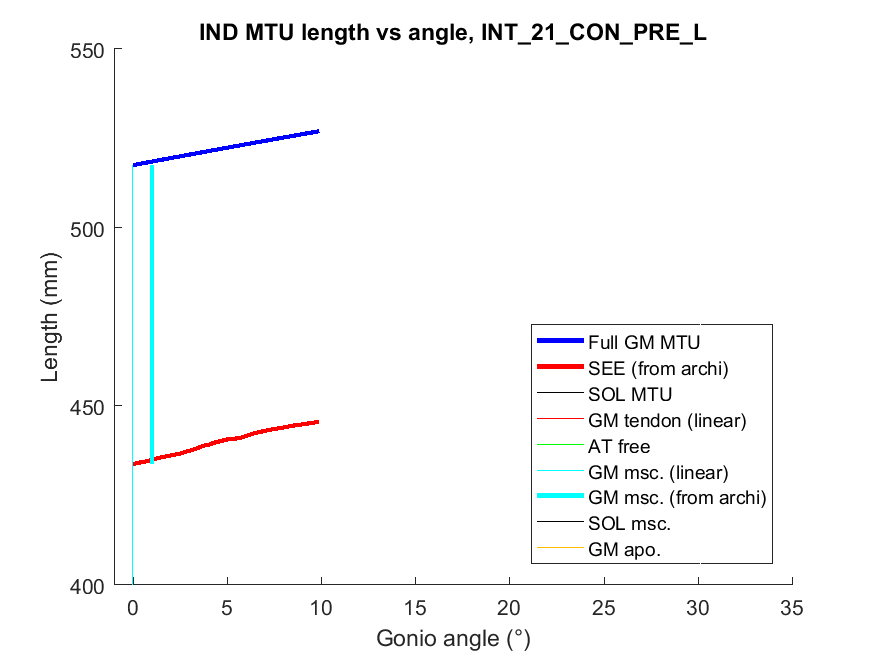 IND MTU length vs angle, INT_21_CON_PRE_L
550
500
450
400
Length (mm)
0 5 10 15 20 25 30 35
Gonio angle (°)
Full GM MTU
SEE (from archi)
SOL MTU
GM tendon (linear)
AT free
GM msc. (linear)
GM msc. (from archi)
SOL msc.
GM apo.